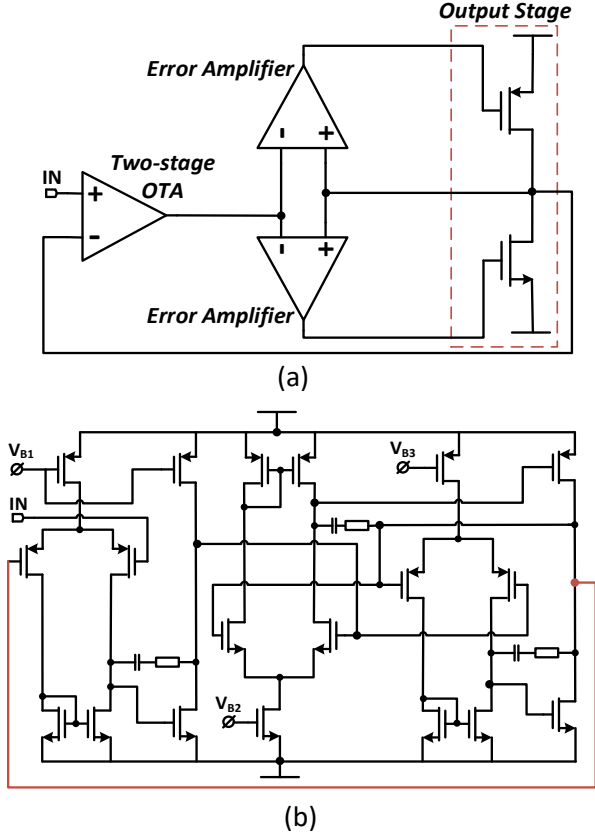 Output Stage
Error Amplifier
Two-stage
OTA
IN
+
-
- +
- +
Error Amplifier
(a)
VB1
VB3
IN
VB2
(b)